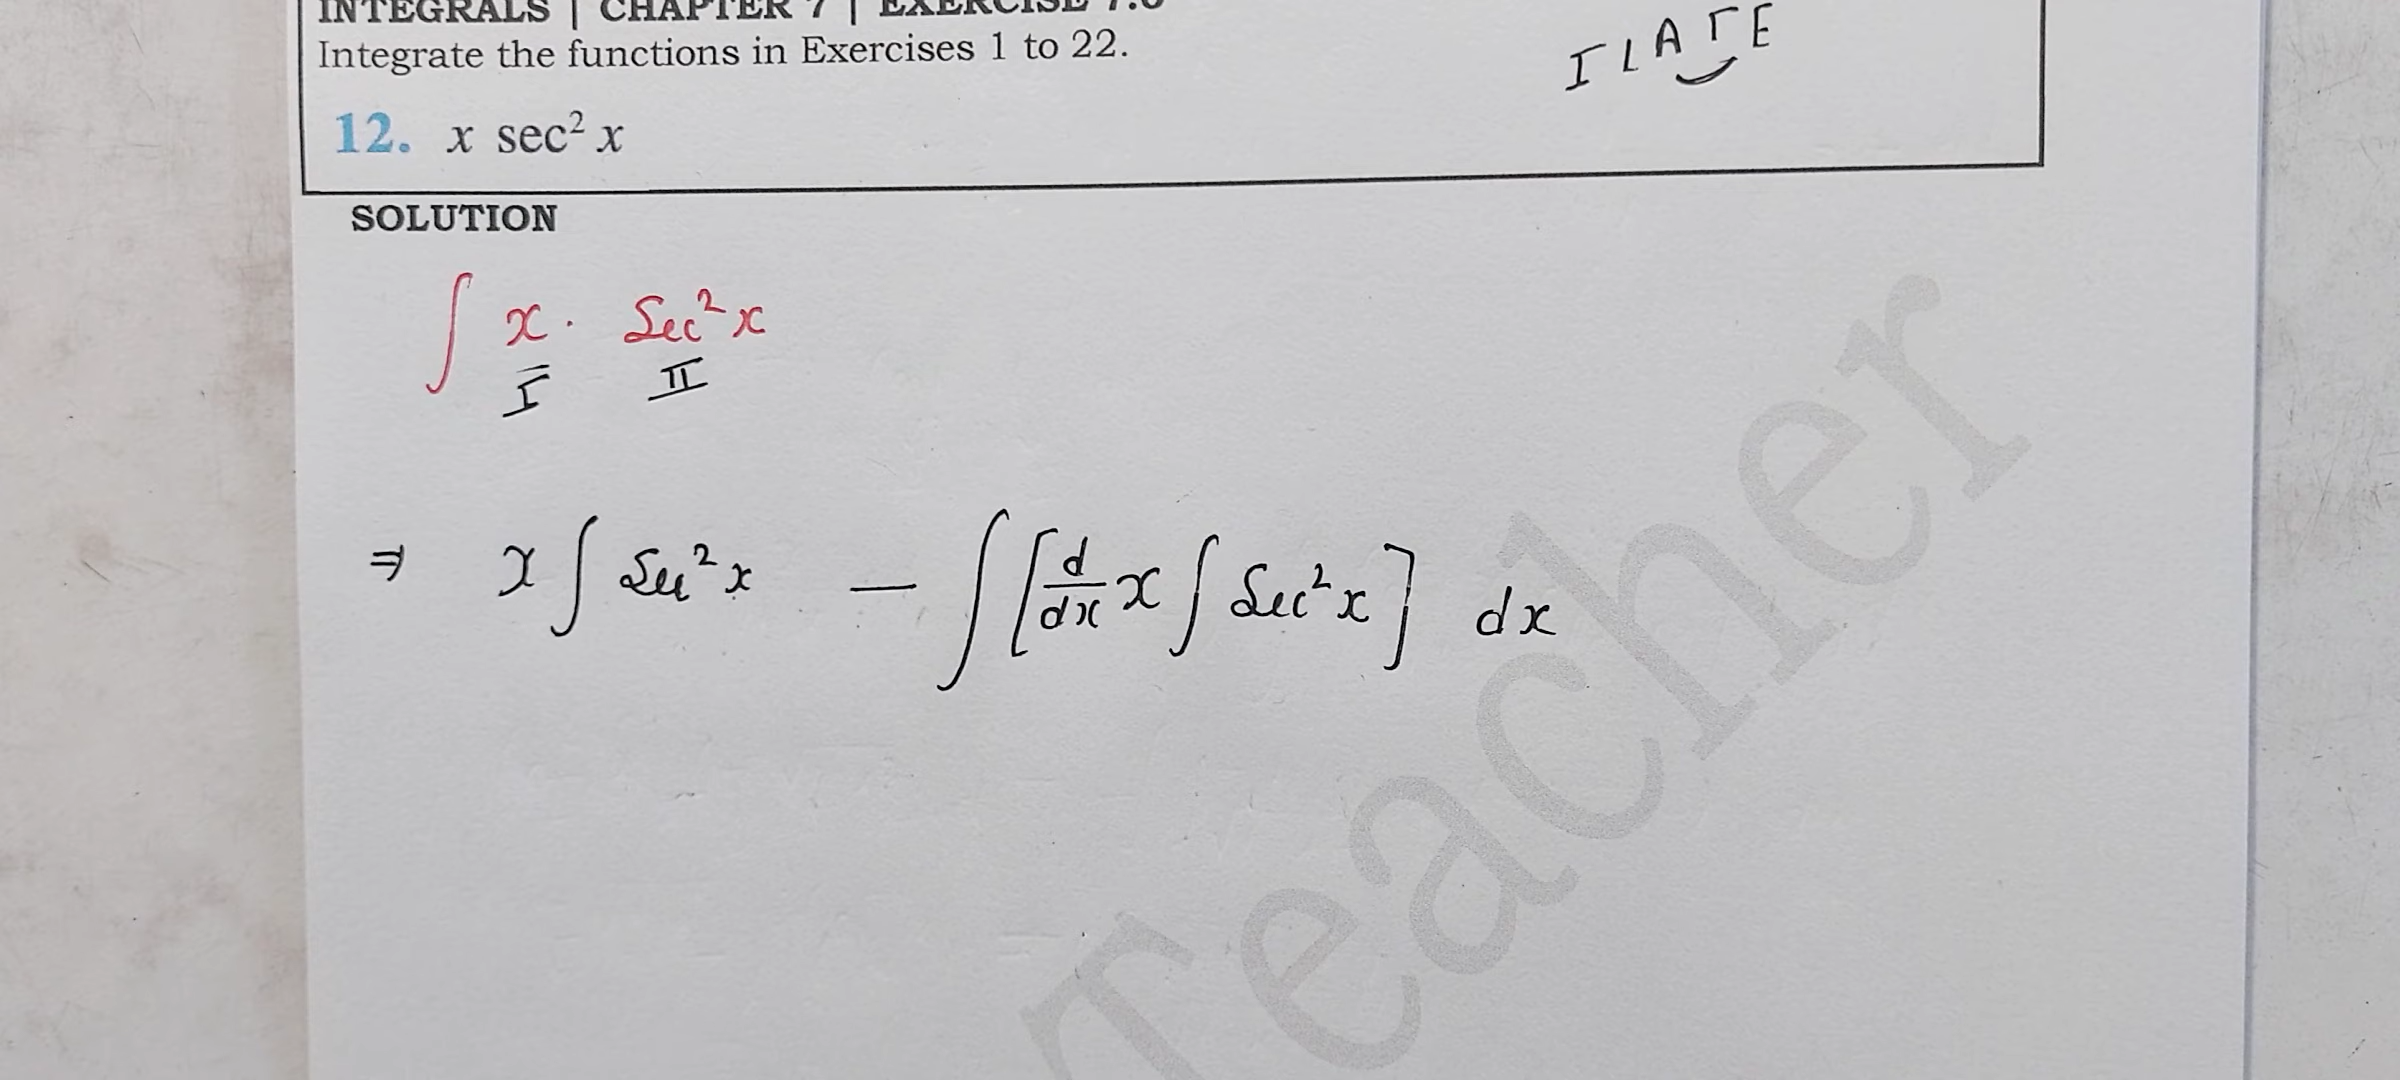 INTEGRALS | CHAPTER 7 | EXERCISE 7.6
Integrate the functions in Exercises 1 to 22.
I L A T E
12. x sec² x
SOLUTION
∫ x . Sec² x
I II
⇒ x ∫ Sec² x - ∫ [d/dx x ∫ Sec² x] dx
Teacher